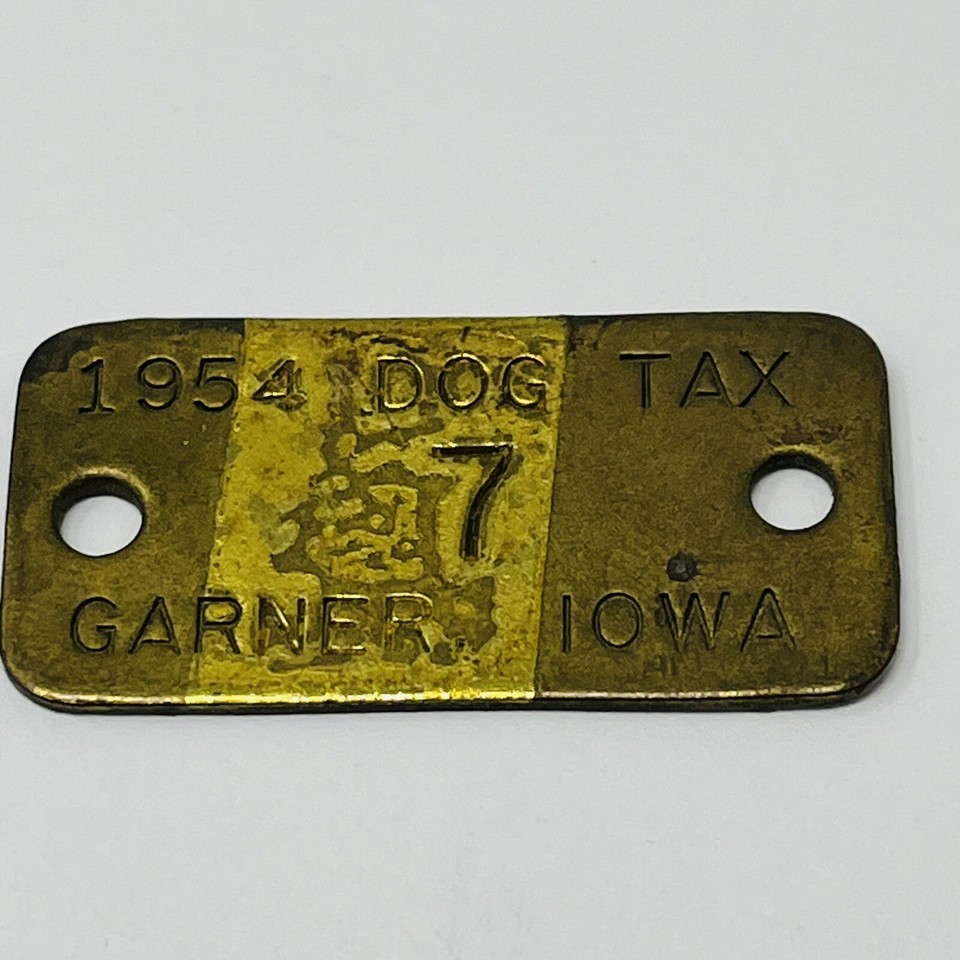 1954 DOG TAX
7
GARNER, IOWA